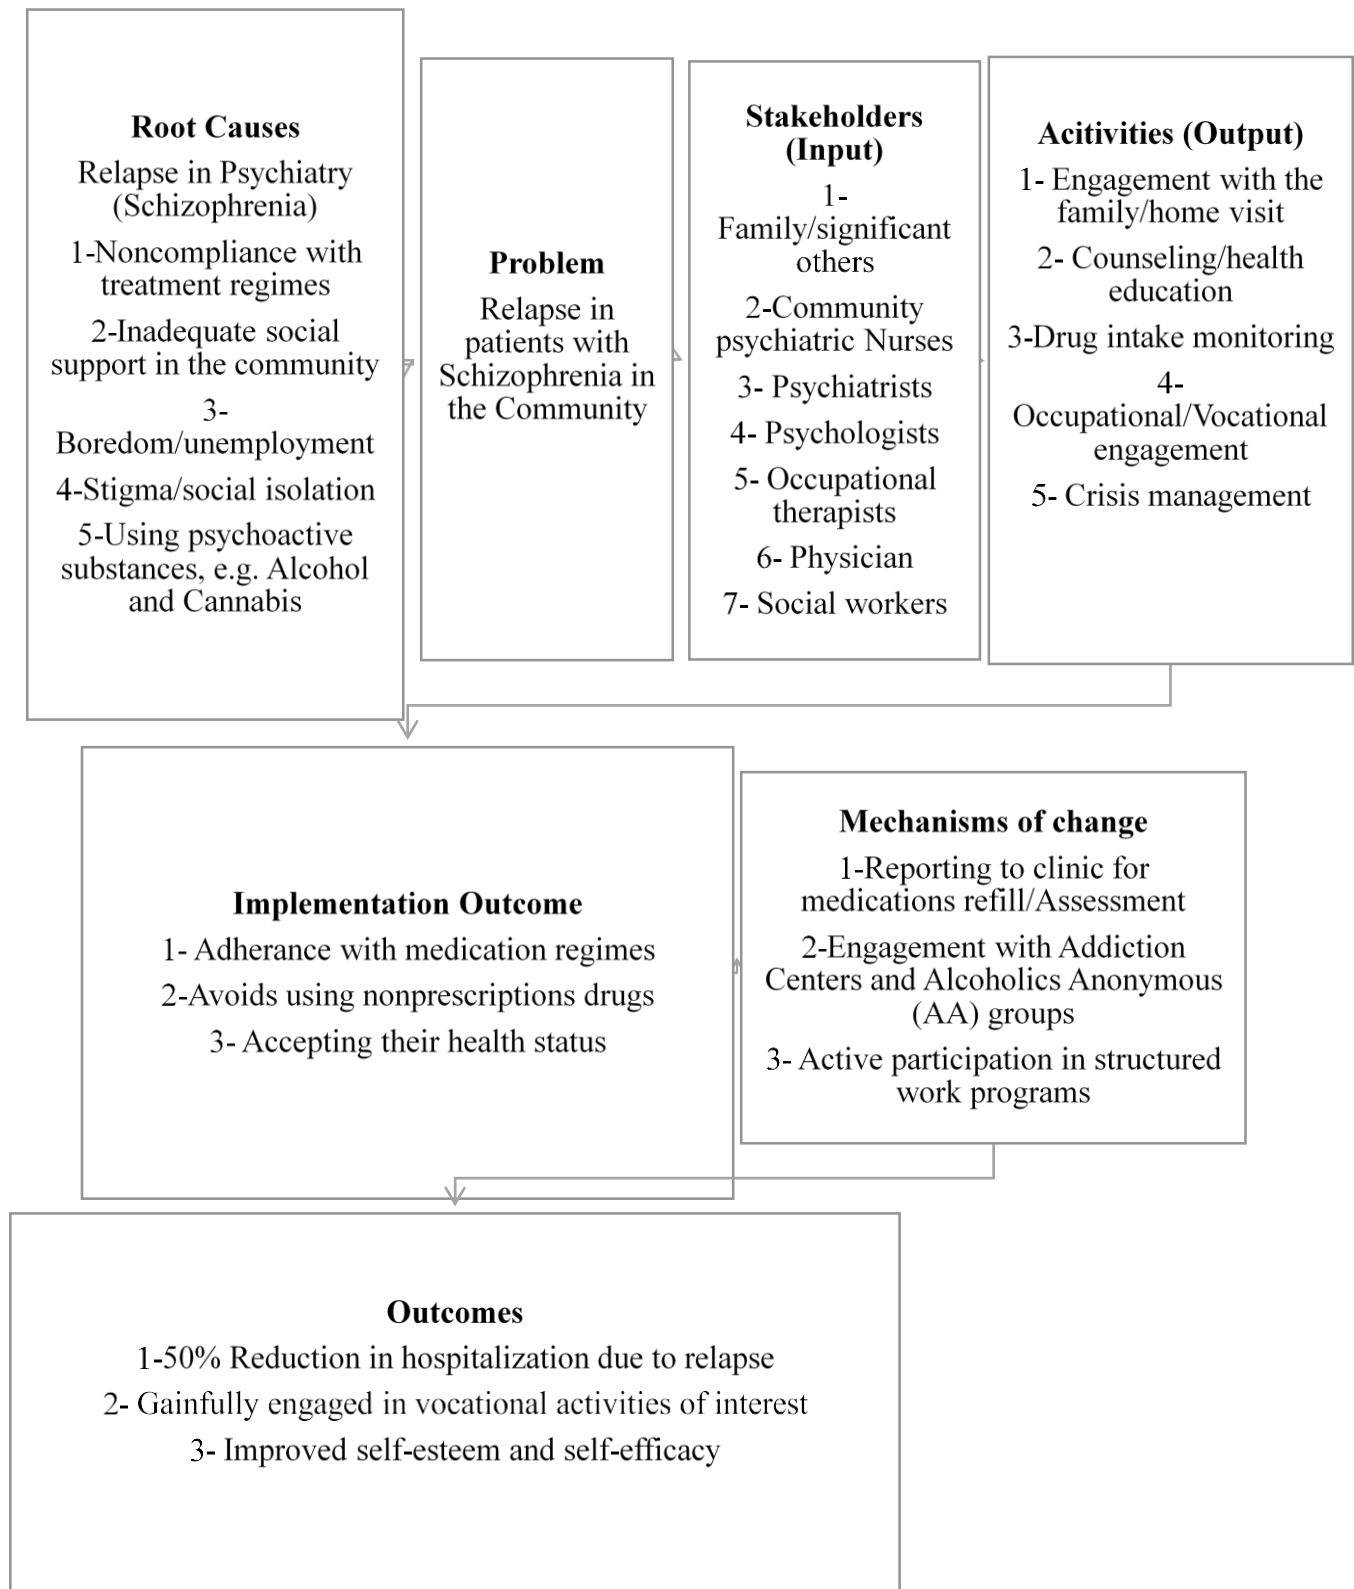 Root Causes
Relapse in Psychiatry
(Schizophrenia)
1-Noncompliance with
treatment regimes
2-Inadequate social
support in the community
3-
Boredom/unemployment
4-Stigma/social isolation
5-Using psychoactive
substances, e.g. Alcohol
and Cannabis
Problem
Relapse in
patients with
Schizophrenia in
the Community
Stakeholders
(Input)
1-
Family/significant
others
2-Community
psychiatric Nurses
3- Psychiatrists
4- Psychologists
5- Occupational
therapists
6- Physician
7- Social workers
Acitivities (Output)
1- Engagement with the
family/home visit
2- Counseling/health
education
3-Drug intake monitoring
4-
Occupational/Vocational
engagement
5- Crisis management
Implementation Outcome
1- Adherance with medication regimes
2-Avoids using nonprescriptions drugs
3- Accepting their health status
Mechanisms of change
1-Reporting to clinic for
medications refill/Assessment
2-Engagement with Addiction
Centers and Alcoholics Anonymous
(AA) groups
3- Active participation in structured
work programs
Outcomes
1-50% Reduction in hospitalization due to relapse
2- Gainfully engaged in vocational activities of interest
3- Improved self-esteem and self-efficacy